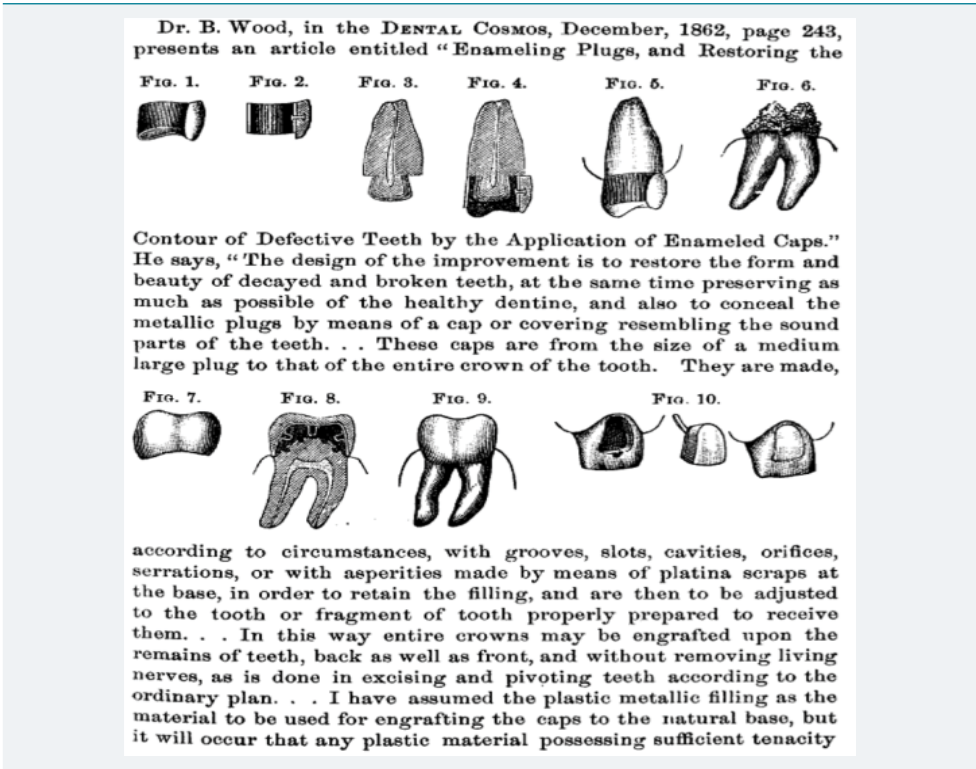 Dr. B. Wood, in the DENTAL COSMOS, December, 1862, page 243,
presents an article entitled “Enameling Plugs, and Restoring the
FIG. 1. FIG. 2. FIG. 3. FIG. 4. FIG. 5. FIG. 6.
Contour of Defective Teeth by the Application of Enameled Caps.”
He says, “The design of the improvement is to restore the form and
beauty of decayed and broken teeth, at the same time preserving as
much as possible of the healthy dentine, and also to conceal the
metallic plugs by means of a cap or covering resembling the sound
parts of the teeth. . . These caps are from the size of a medium
large plug to that of the entire crown of the tooth. They are made,
FIG. 7. FIG. 8. FIG. 9. FIG. 10.
according to circumstances, with grooves, slots, cavities, orifices,
serrations, or with asperities made by means of platina scraps at
the base, in order to retain the filling, and are then to be adjusted
to the tooth or fragment of tooth properly prepared to receive
them. . . In this way entire crowns may be engrafted upon the
remains of teeth, back as well as front, and without removing living
nerves, as is done in excising and pivoting teeth according to the
ordinary plan. . . I have assumed the plastic metallic filling as the
material to be used for engrafting the caps to the natural base, but
it will occur that any plastic material possessing sufficient tenacity